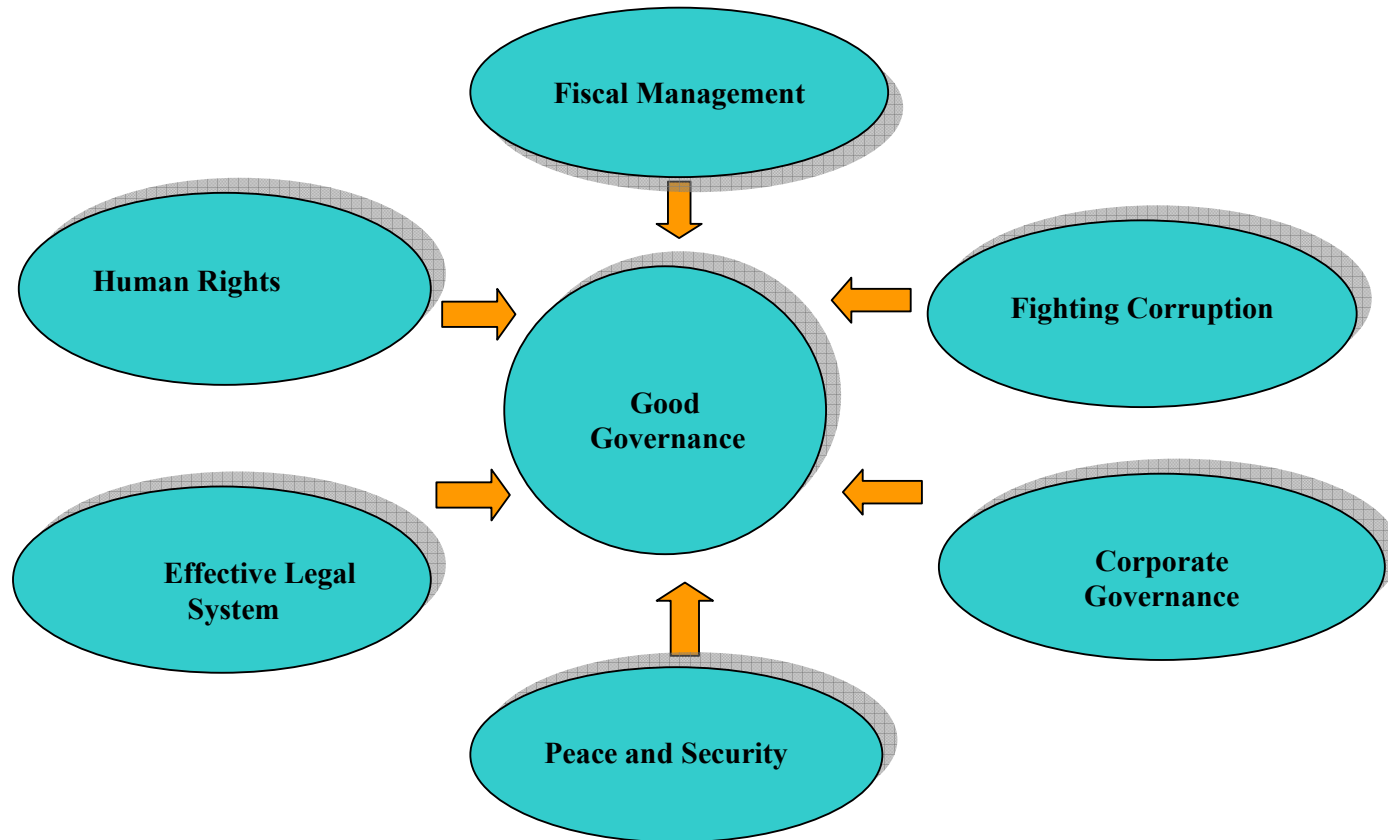 Fiscal Management
Human Rights
Fighting Corruption
Good
Governance
Effective Legal
System
Corporate
Governance
Peace and Security